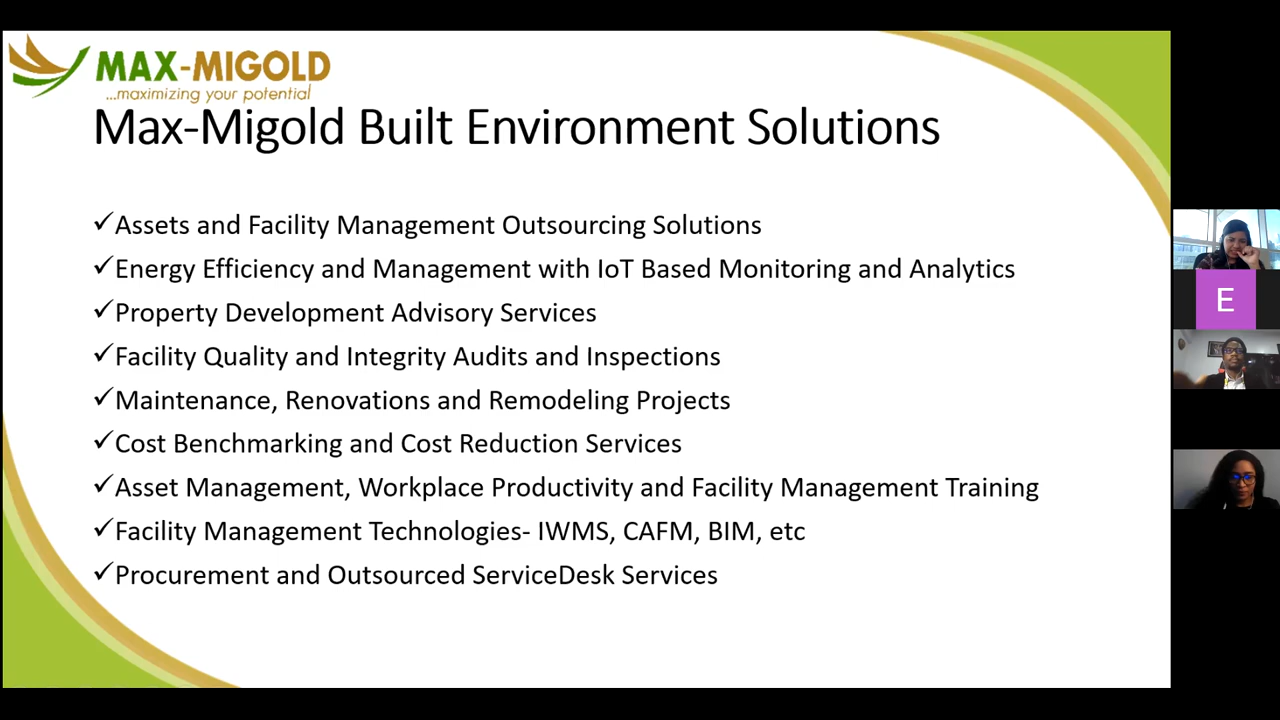 MAX-MIGOLD
...maximizing your potential
Max-Migold Built Environment Solutions
✓Assets and Facility Management Outsourcing Solutions
✓Energy Efficiency and Management with IoT Based Monitoring and Analytics
✓Property Development Advisory Services
✓Facility Quality and Integrity Audits and Inspections
✓Maintenance, Renovations and Remodeling Projects
✓Cost Benchmarking and Cost Reduction Services
✓Asset Management, Workplace Productivity and Facility Management Training
✓Facility Management Technologies- IWMS, CAFM, BIM, etc
✓Procurement and Outsourced ServiceDesk Services
E